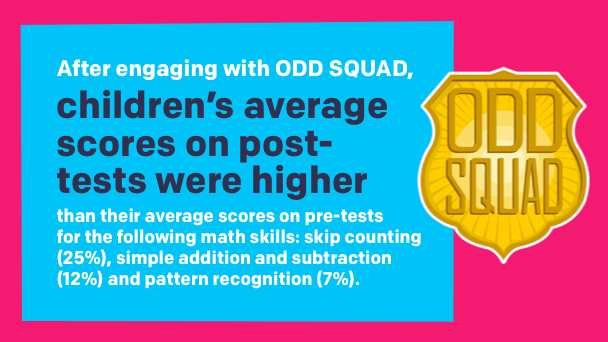 After engaging with ODD SQUAD,
children's average
scores on post-
tests were higher
than their average scores on pre-tests
for the following math skills: skip counting
(25%), simple addition and subtraction
(12%) and pattern recognition (7%).
ODD
SQUAD